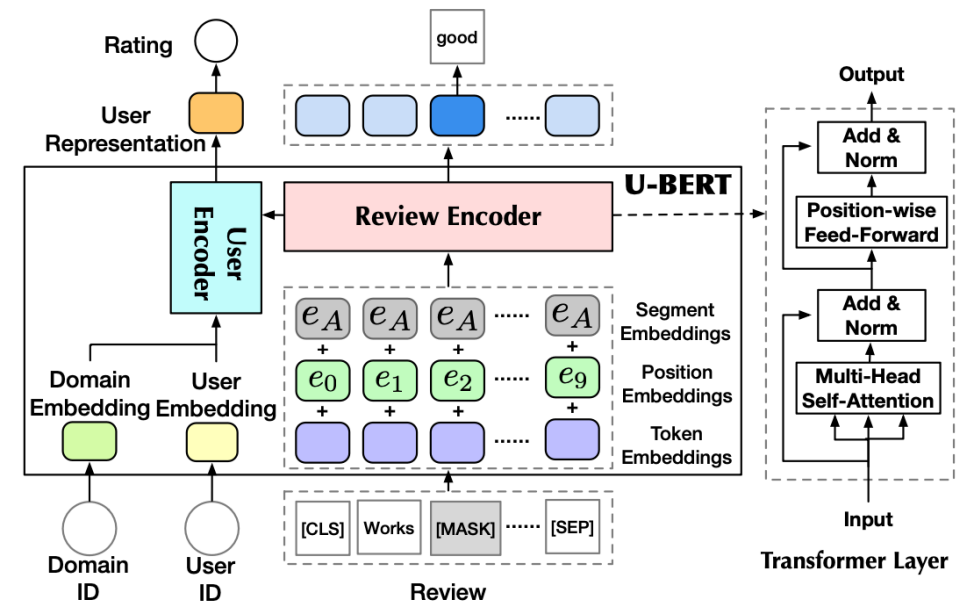 Rating
User
Representation
good
......
U-BERT
User
Encoder
Review Encoder
e_A e_A e_A ...... e_A
Segment
Embeddings
+ + + +
e_0 e_1 e_2 ...... e_9
Position
Embeddings
+ + + +
......
Token
Embeddings
Domain
Embedding
User
Embedding
[CLS] Works [MASK] ...... [SEP]
Domain
ID
User
ID
Review
Output
Add &
Norm
Position-wise
Feed-Forward
Add &
Norm
Multi-Head
Self-Attention
Input
Transformer Layer